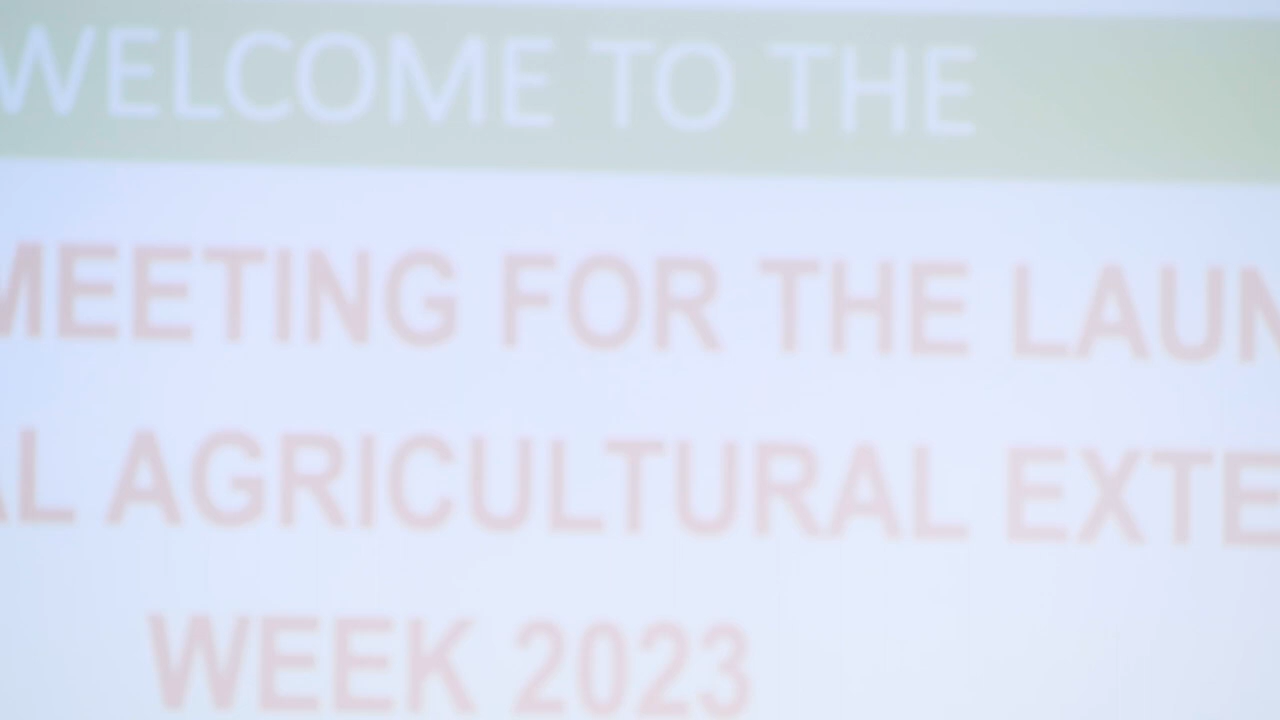 WELCOME TO THE
MEETING FOR THE LAUN
AL AGRICULTURAL EXTE
WEEK 2023